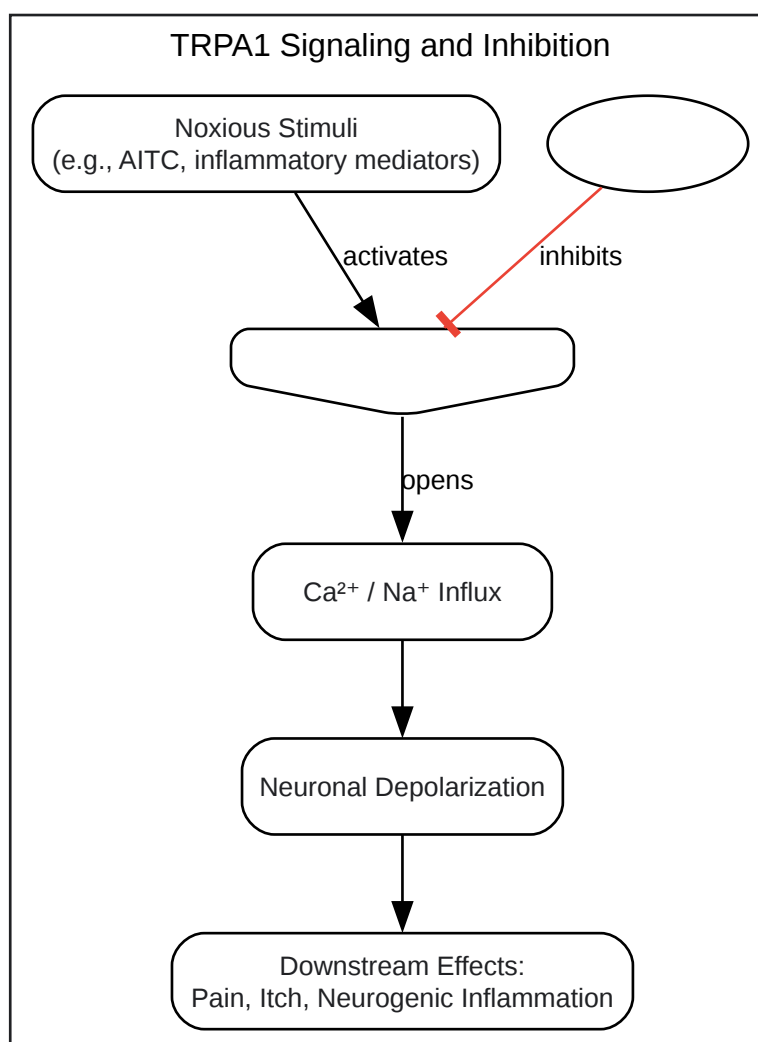 TRPA1 Signaling and Inhibition
Noxious Stimuli
(e.g., AITC, inflammatory mediators)
activates
inhibits
opens
Ca²⁺ / Na⁺ Influx
Neuronal Depolarization
Downstream Effects:
Pain, Itch, Neurogenic Inflammation